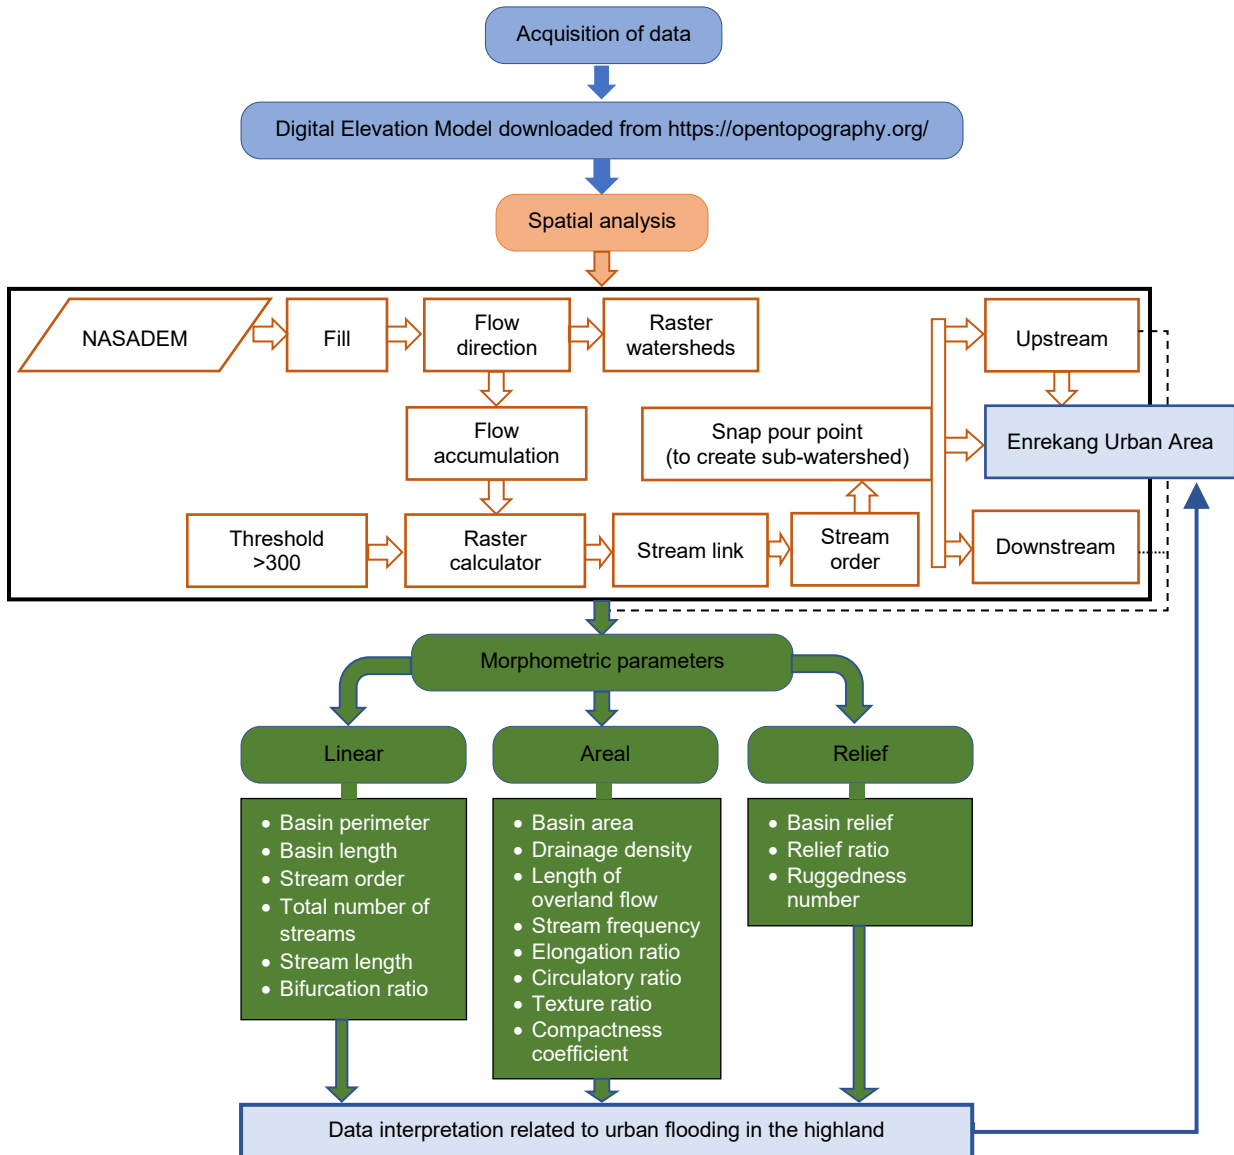 Acquisition of data
Digital Elevation Model downloaded from https://opentopography.org/
Spatial analysis
NASADEM
Fill
Flow
direction
Raster
watersheds
Upstream
Flow
accumulation
Snap pour point
(to create sub-watershed)
Enrekang Urban Area
Threshold
>300
Raster
calculator
Stream link
Stream
order
Downstream
Morphometric parameters
Linear
Areal
Relief
• Basin perimeter
• Basin length
• Stream order
• Total number of
streams
• Stream length
• Bifurcation ratio
• Basin area
• Drainage density
• Length of
overland flow
• Stream frequency
• Elongation ratio
• Circulatory ratio
• Texture ratio
• Compactness
coefficient
• Basin relief
• Relief ratio
• Ruggedness
number
Data interpretation related to urban flooding in the highland